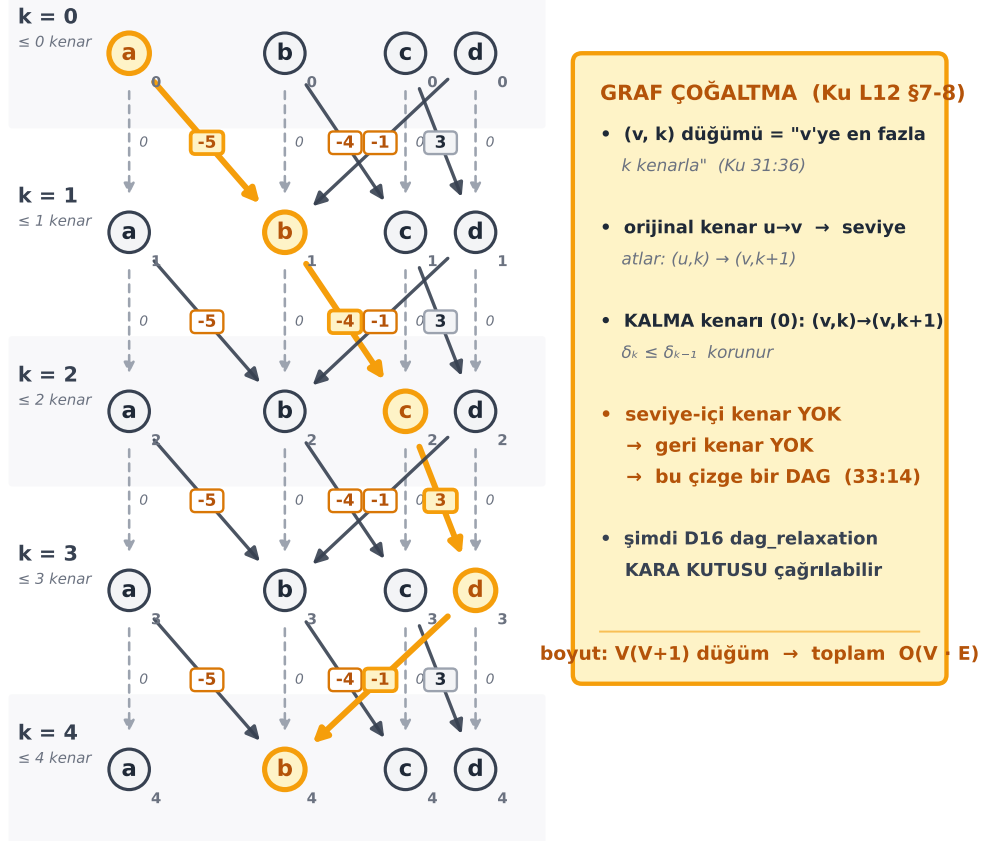 k = 0
≤ 0 kenar
a b c d
0 0 0 0
0 -5 0 -4 -1 0 3 0
k = 1
≤ 1 kenar
a b c d
1 1 1 1
0 -5 0 -4 -1 0 3 0
k = 2
≤ 2 kenar
a b c d
2 2 2 2
0 -5 0 -4 -1 0 3 0
k = 3
≤ 3 kenar
a b c d
3 3 3 3
0 -5 0 -4 -1 0 3 0
k = 4
≤ 4 kenar
a b c d
4 4 4 4
GRAF ÇOĞALTMA (Ku L12 §7-8)
• (v, k) düğümü = "v'ye en fazla
k kenarla" (Ku 31:36)
• orijinal kenar u→v → seviye
atlar: (u,k) → (v,k+1)
• KALMA kenarı (0): (v,k)→(v,k+1)
δₖ ≤ δₖ₋₁ korunur
• seviye-içi kenar YOK
→ geri kenar YOK
→ bu çizge bir DAG (33:14)
• şimdi D16 dag_relaxation
KARA KUTUSU çağrılabilir
boyut: V(V+1) düğüm → toplam O(V · E)